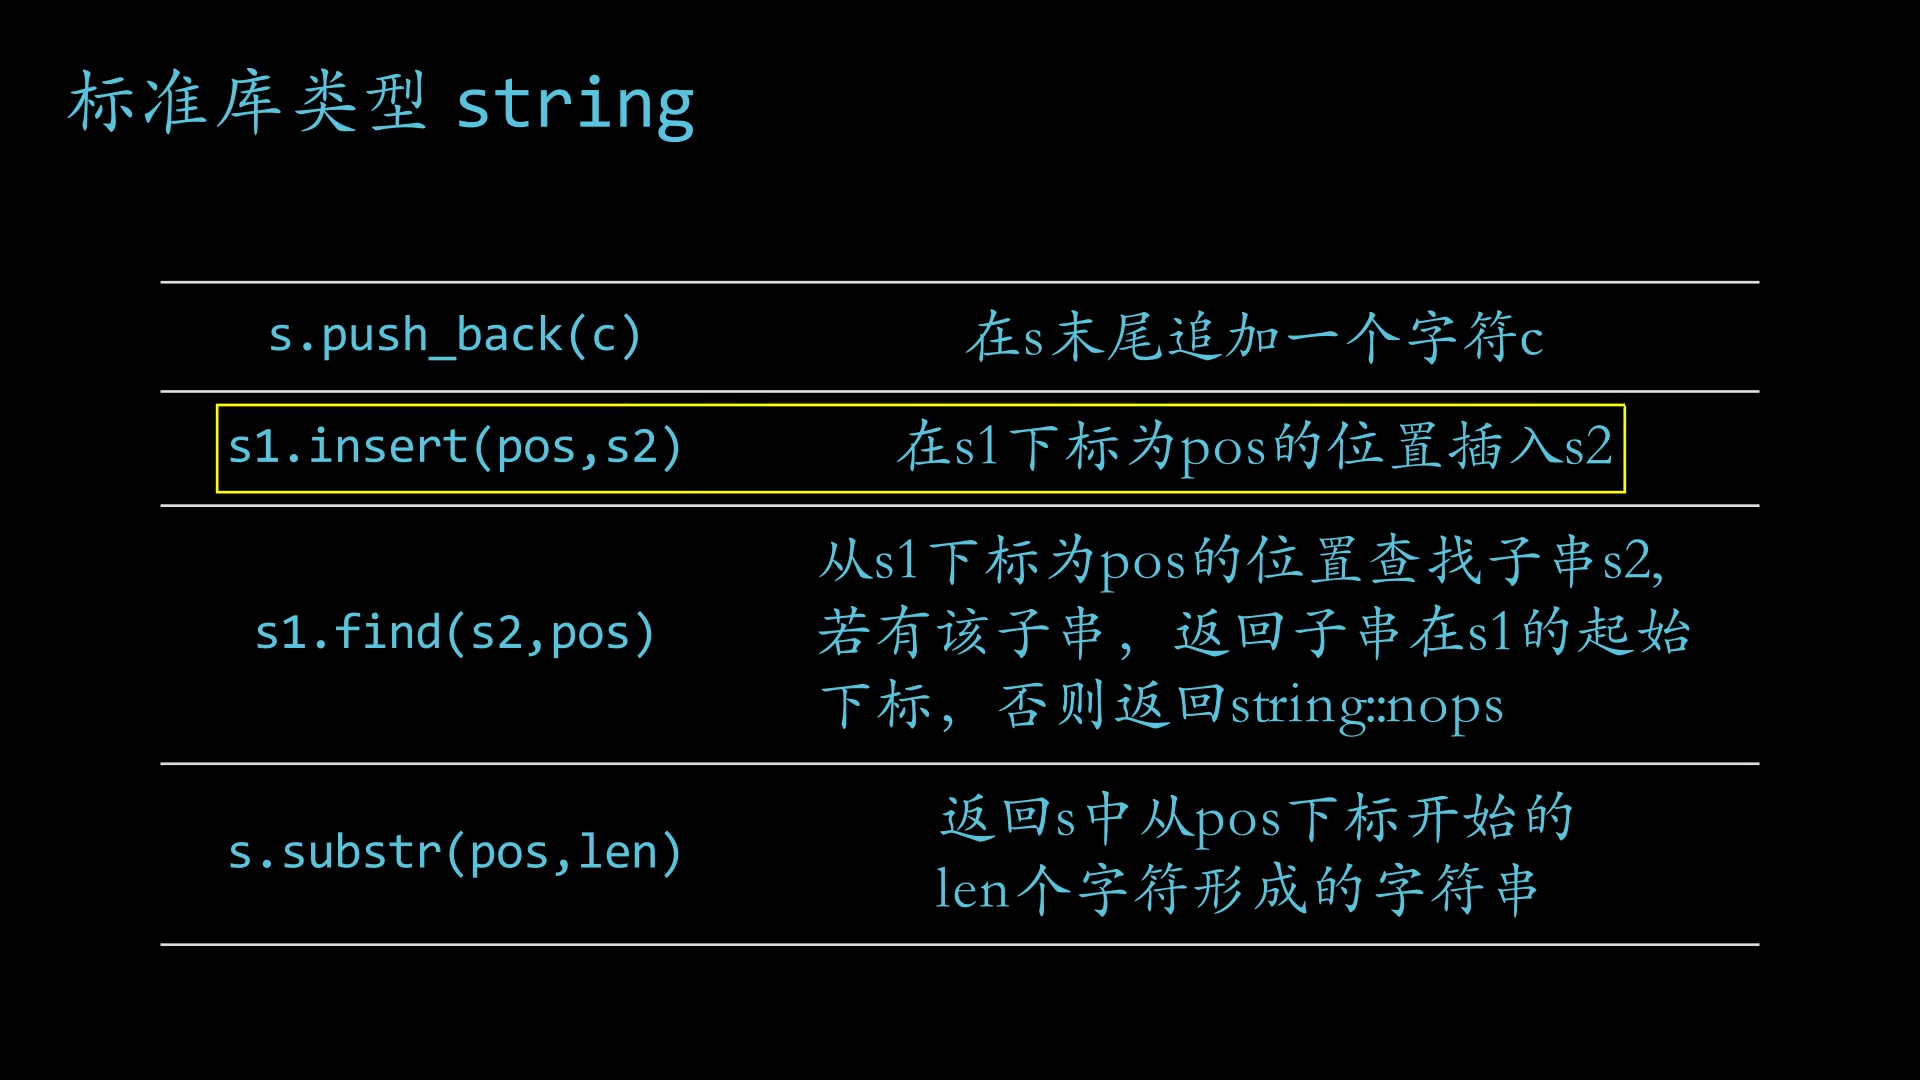 标准库类型 string
s.push_back(c) 在s末尾追加一个字符c
s1.insert(pos,s2) 在s1下标为pos的位置插入s2
s1.find(s2,pos)
从s1下标为pos的位置查找子串s2,
若有该子串，返回子串在s1的起始
下标，否则返回string::nops
s.substr(pos,len)
返回s中从pos下标开始的
len个字符形成的字符串